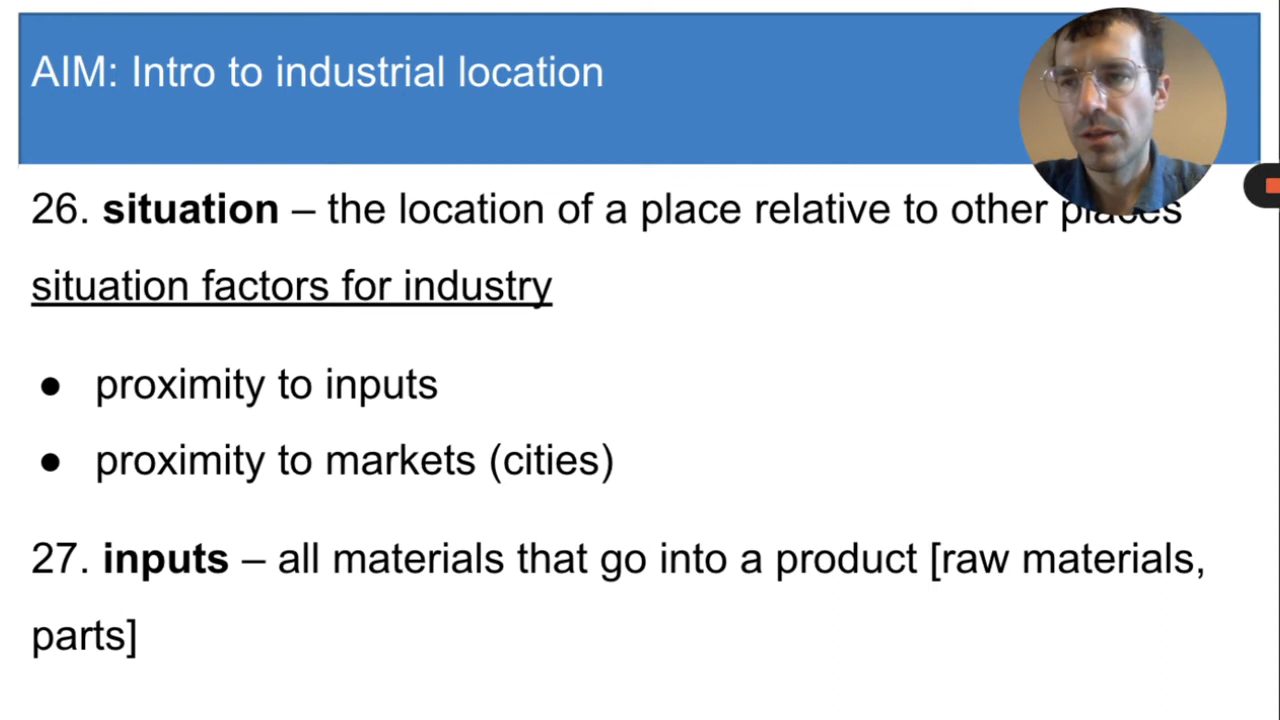 AIM: Intro to industrial location
26. situation – the location of a place relative to other places
situation factors for industry
● proximity to inputs
● proximity to markets (cities)
27. inputs – all materials that go into a product [raw materials,
parts]